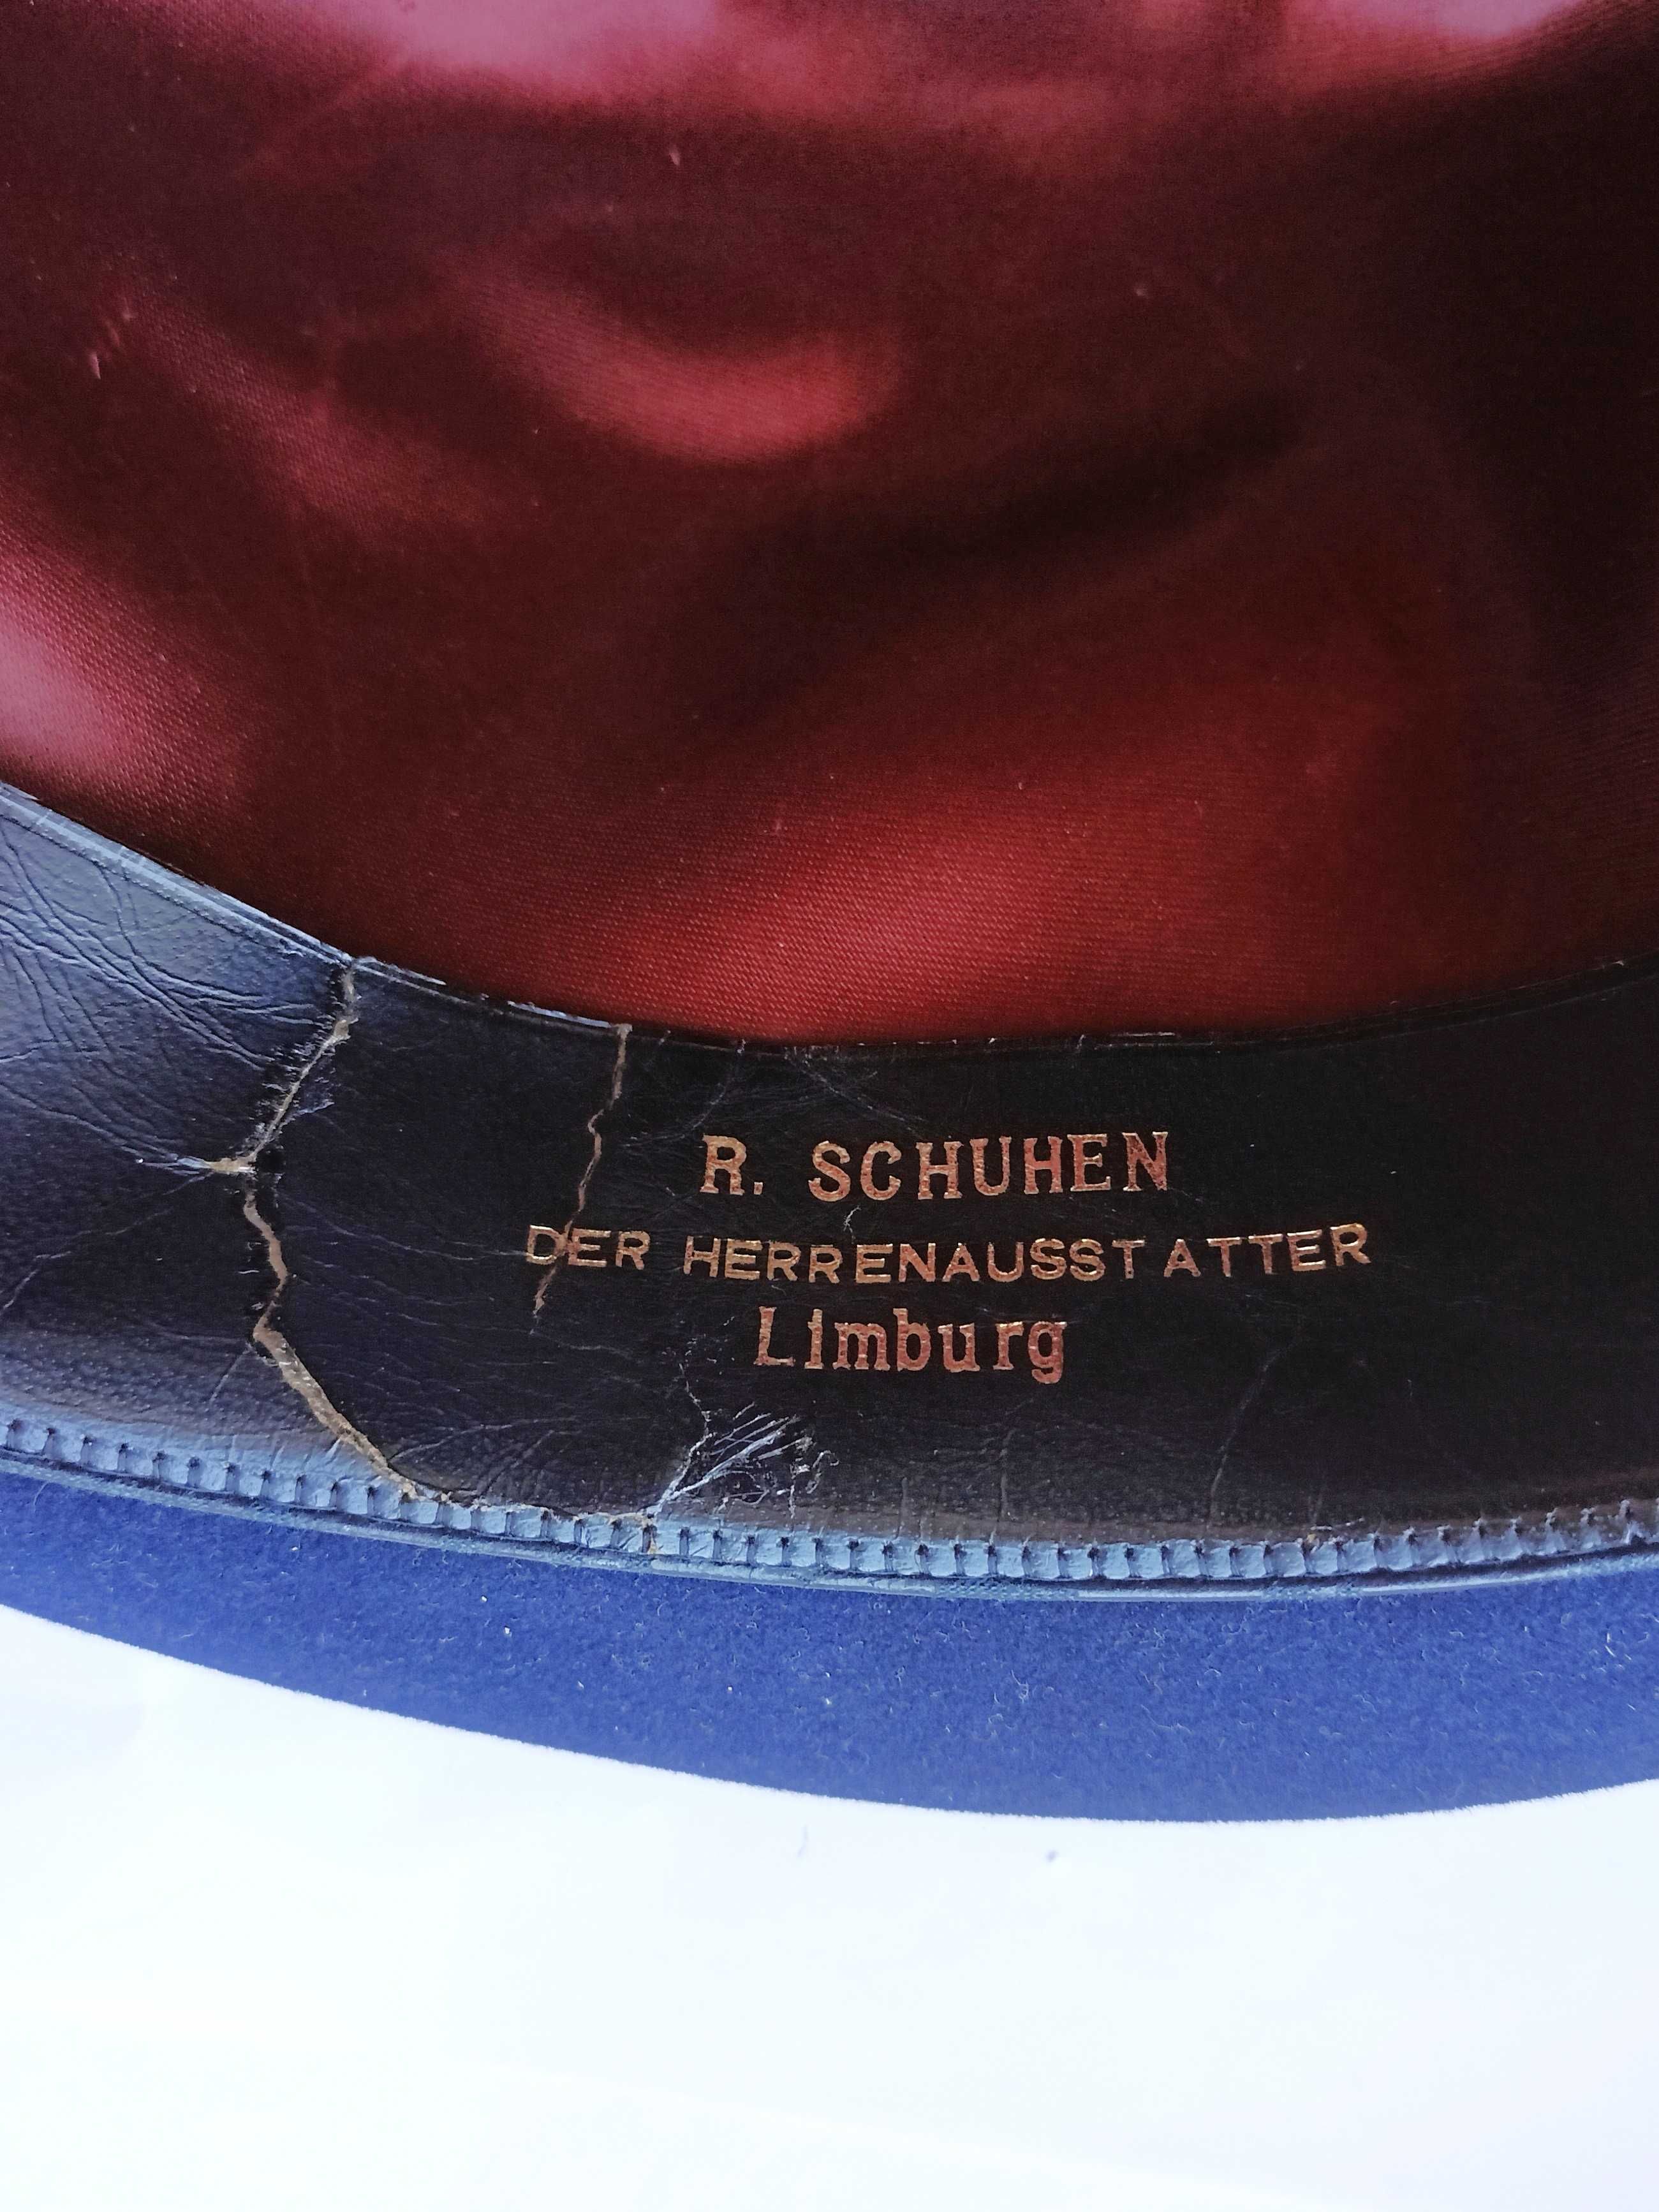 R. SCHUHEN
DER HERRENAUSSTATTER
Limburg